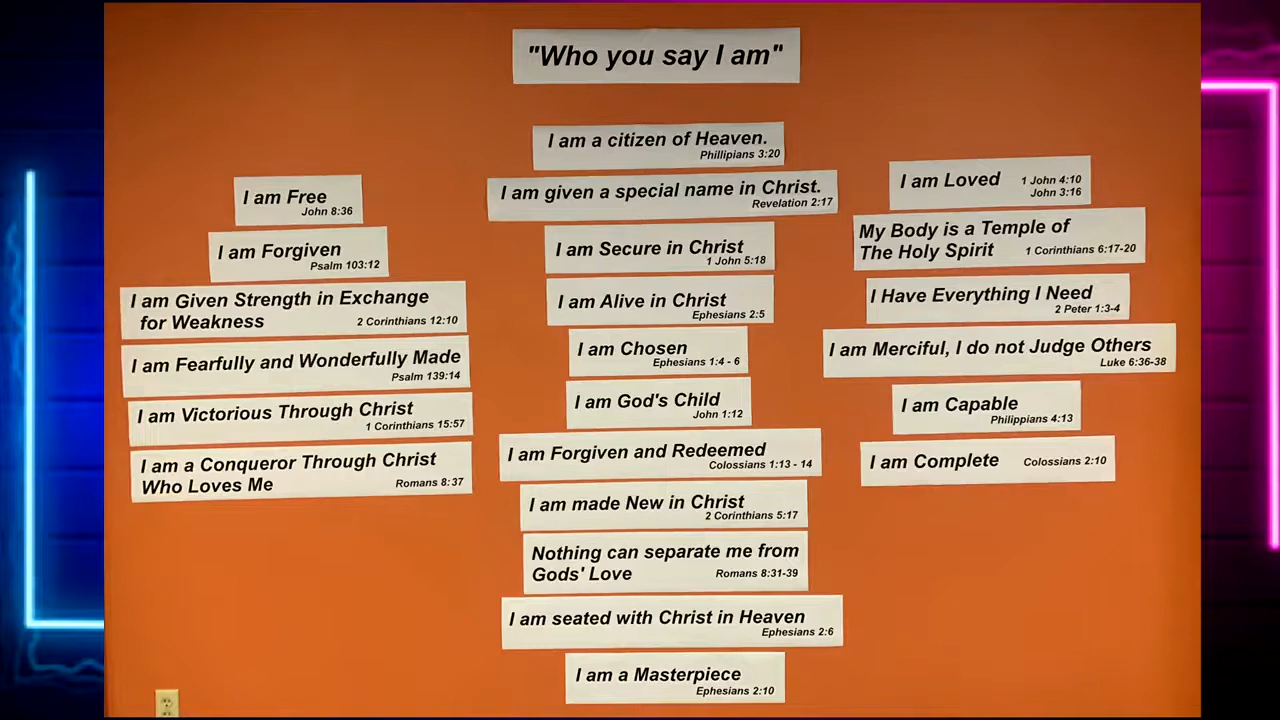 "Who you say I am"
I am Free
John 8:36
I am Forgiven
Psalm 103:12
I am Given Strength in Exchange
for Weakness 2 Corinthians 12:10
I am Fearfully and Wonderfully Made
Psalm 139:14
I am Victorious Through Christ
1 Corinthians 15:57
I am a Conqueror Through Christ
Who Loves Me Romans 8:37
I am a citizen of Heaven.
Phillipians 3:20
I am given a special name in Christ.
Revelation 2:17
I am Secure in Christ
1 John 5:18
I am Alive in Christ
Ephesians 2:5
I am Chosen
Ephesians 1:4 - 6
I am God's Child
John 1:12
I am Forgiven and Redeemed
Colossians 1:13 - 14
I am made New in Christ
2 Corinthians 5:17
Nothing can separate me from
Gods' Love Romans 8:31-39
I am seated with Christ in Heaven
Ephesians 2:6
I am a Masterpiece
Ephesians 2:10
I am Loved 1 John 4:10
John 3:16
My Body is a Temple of
The Holy Spirit 1 Corinthians 6:17-20
I Have Everything I Need
2 Peter 1:3-4
I am Merciful, I do not Judge Others
Luke 6:36-38
I am Capable
Philippians 4:13
I am Complete Colossians 2:10